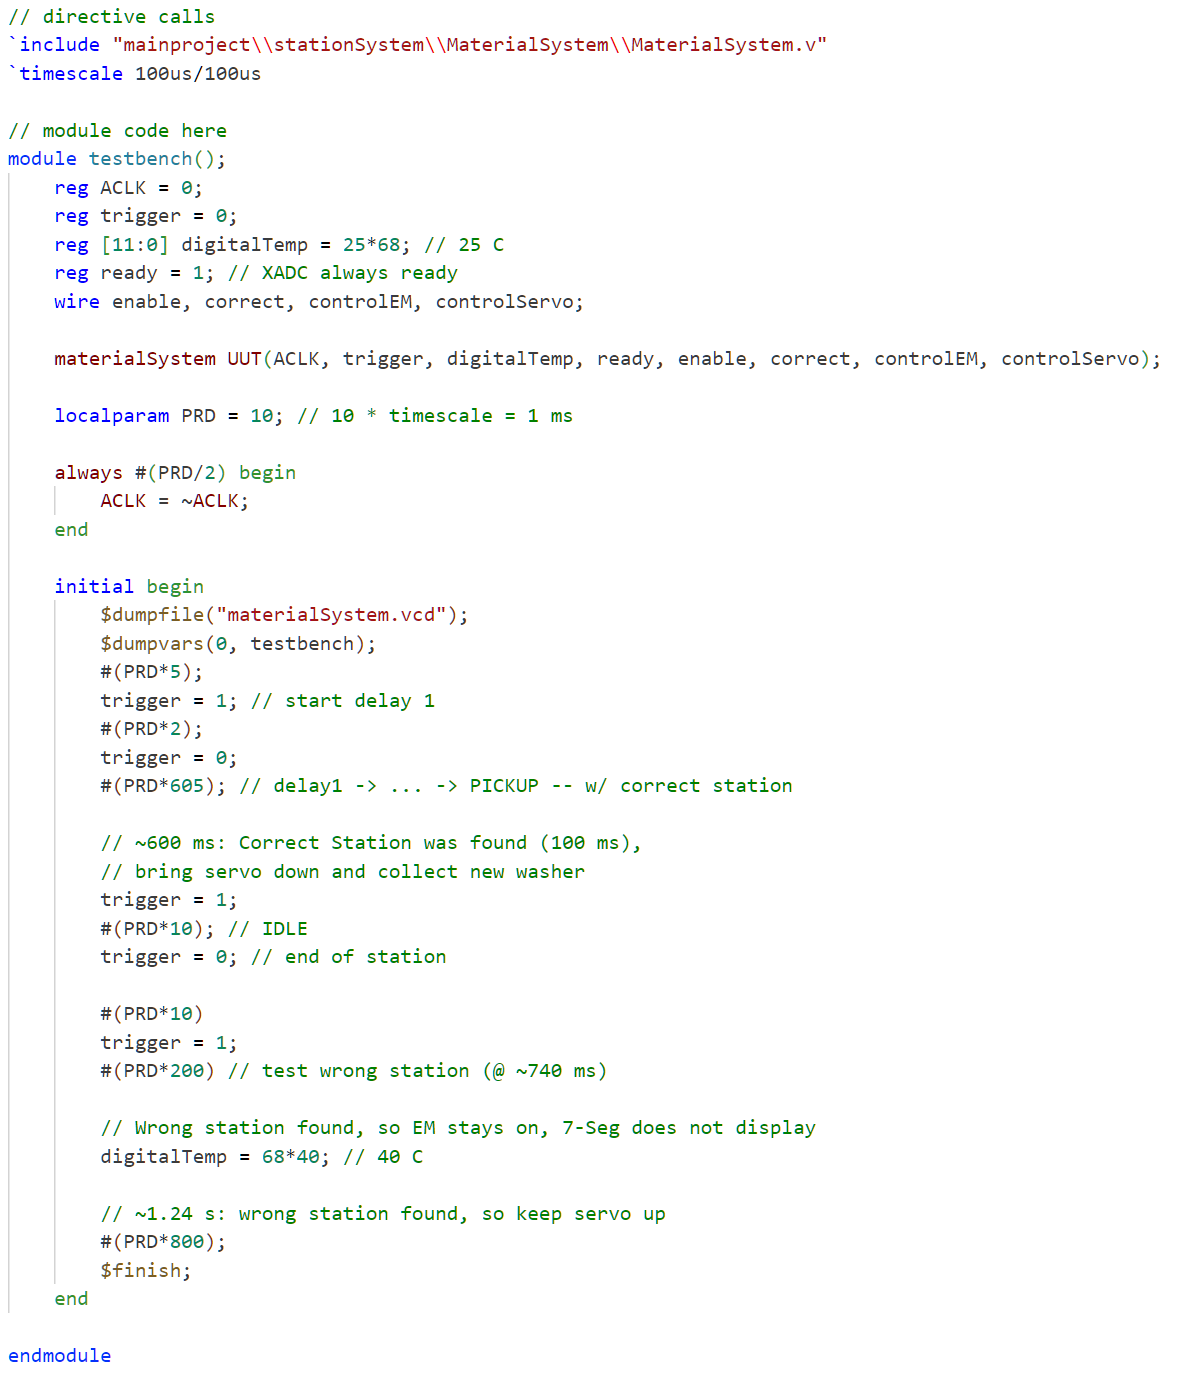 // directive calls
`include "mainproject\\stationSystem\\MaterialSystem\\MaterialSystem.v"
`timescale 100us/100us
// module code here
module testbench();
reg ACLK = 0;
reg trigger = 0;
reg [11:0] digitalTemp = 25*68; // 25 C
reg ready = 1; // XADC always ready
wire enable, correct, controlEM, controlServo;
materialSystem UUT(ACLK, trigger, digitalTemp, ready, enable, correct, controlEM, controlServo);
localparam PRD = 10; // 10 * timescale = 1 ms
always #(PRD/2) begin
ACLK = ~ACLK;
end
initial begin
$dumpfile("materialSystem.vcd");
$dumpvars(0, testbench);
#(PRD*5);
trigger = 1; // start delay 1
#(PRD*2);
trigger = 0;
#(PRD*605); // delay1 -> ... -> PICKUP -- w/ correct station
// ~600 ms: Correct Station was found (100 ms),
// bring servo down and collect new washer
trigger = 1;
#(PRD*10); // IDLE
trigger = 0; // end of station
#(PRD*10)
trigger = 1;
#(PRD*200) // test wrong station (@ ~740 ms)
// Wrong station found, so EM stays on, 7-Seg does not display
digitalTemp = 68*40; // 40 C
// ~1.24 s: wrong station found, so keep servo up
#(PRD*800);
$finish;
end
endmodule